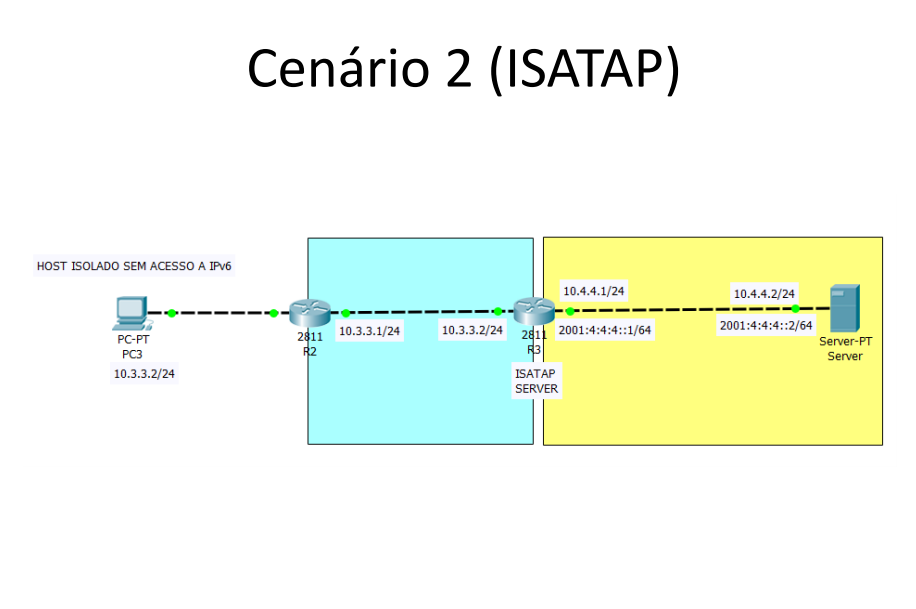 Cenário 2 (ISATAP)
HOST ISOLADO SEM ACESSO A IPv6
PC-PT
PC3
10.3.3.2/24
2811
R2
10.3.3.1/24
10.3.3.2/24
2811
R3
ISATAP
SERVER
10.4.4.1/24
2001:4:4:4::1/64
10.4.4.2/24
2001:4:4:4::2/64
Server-PT
Server